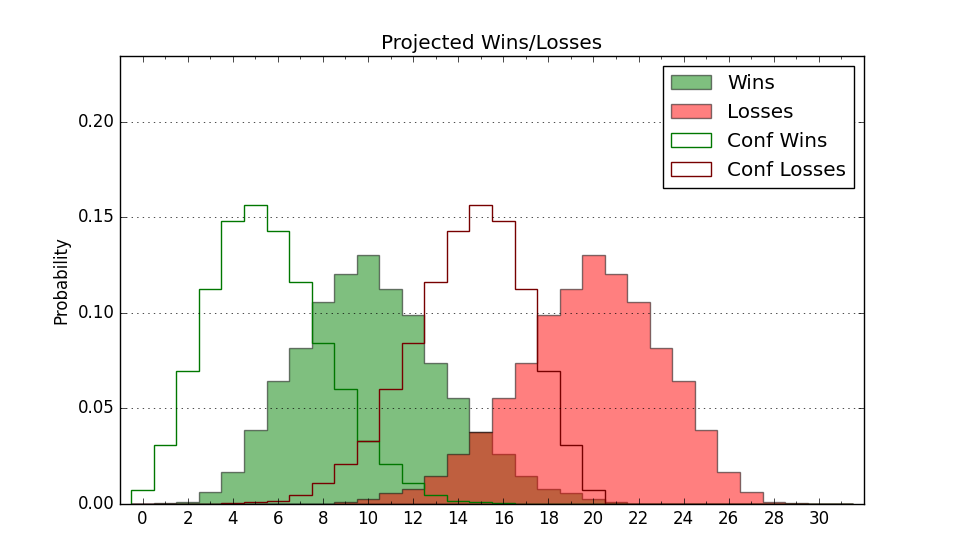 Projected Wins/Losses
Wins
Losses
Conf Wins
Conf Losses
Probability
0.20
0.15
0.10
0.05
0.00
0 2 4 6 8 10 12 14 16 18 20 22 24 26 28 30